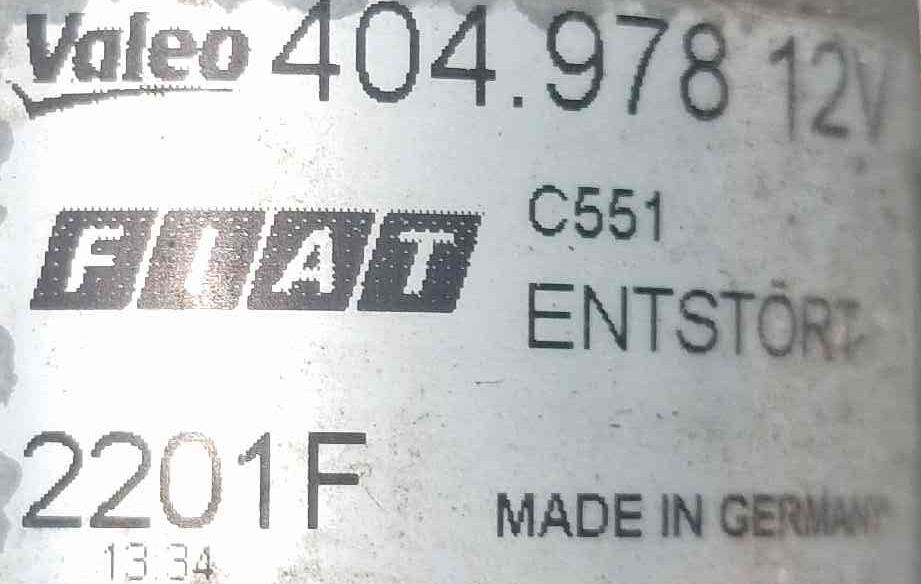 Valeo 404.978 12V
FIAT C551
ENTSTÖRT
2201F
MADE IN GERMANY
13:34